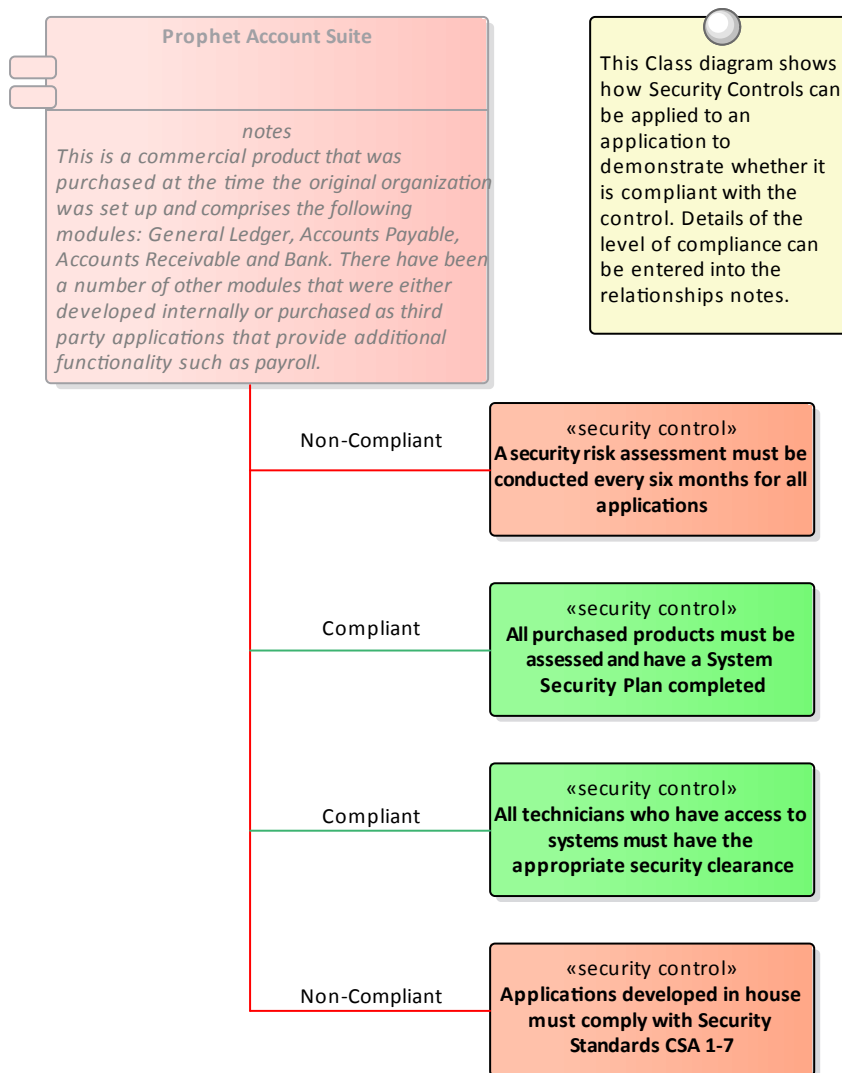 Prophet Account Suite
notes
This is a commercial product that was
purchased at the time the original organization
was set up and comprises the following
modules: General Ledger, Accounts Payable,
Accounts Receivable and Bank. There have been
a number of other modules that were either
developed internally or purchased as third
party applications that provide additional
functionality such as payroll.
This Class diagram shows
how Security Controls can
be applied to an
application to
demonstrate whether it
is compliant with the
control. Details of the
level of compliance can
be entered into the
relationships notes.
Non-Compliant
«security control»
A security risk assessment must be
conducted every six months for all
applications
Compliant
«security control»
All purchased products must be
assessed and have a System
Security Plan completed
Compliant
«security control»
All technicians who have access to
systems must have the
appropriate security clearance
Non-Compliant
«security control»
Applications developed in house
must comply with Security
Standards CSA 1-7